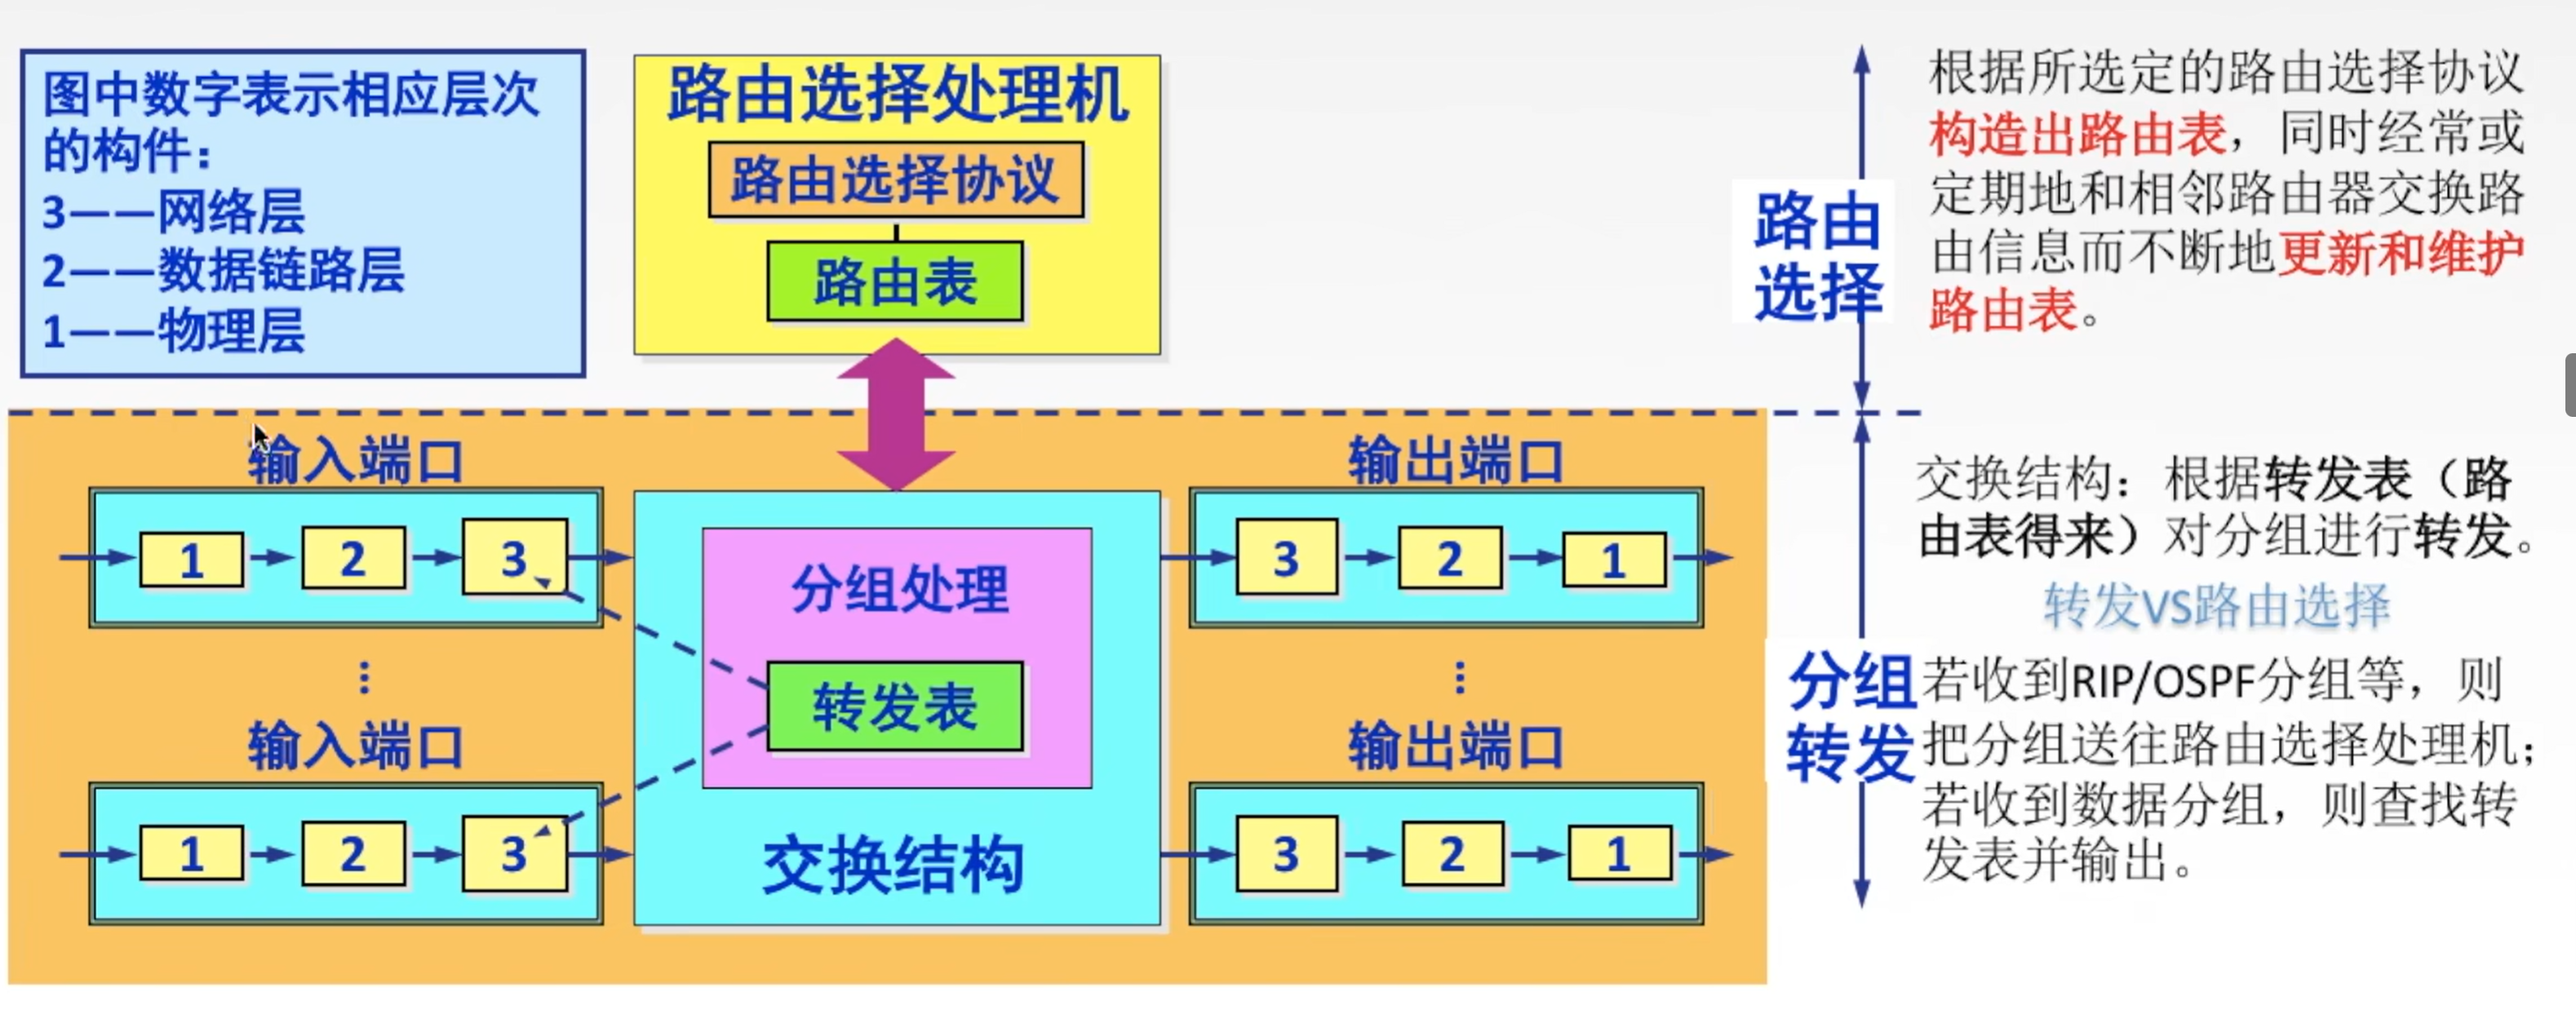 图中数字表示相应层次
的构件：
3——网络层
2——数据链路层
1——物理层
路由选择处理机
路由选择协议
路由表
路由
选择
根据所选定的路由选择协议
构造出路由表，同时经常或
定期地和相邻路由器交换路
由信息而不断地更新和维护
路由表。
输入端口
1
2
3
⋮
输入端口
1
2
3
分组处理
转发表
交换结构
输出端口
3
2
1
⋮
输出端口
3
2
1
分组
转发
交换结构：根据转发表（路
由表得来）对分组进行转发。
转发VS路由选择
若收到RIP/OSPF分组等，则
把分组送往路由选择处理机；
若收到数据分组，则查找转
发表并输出。